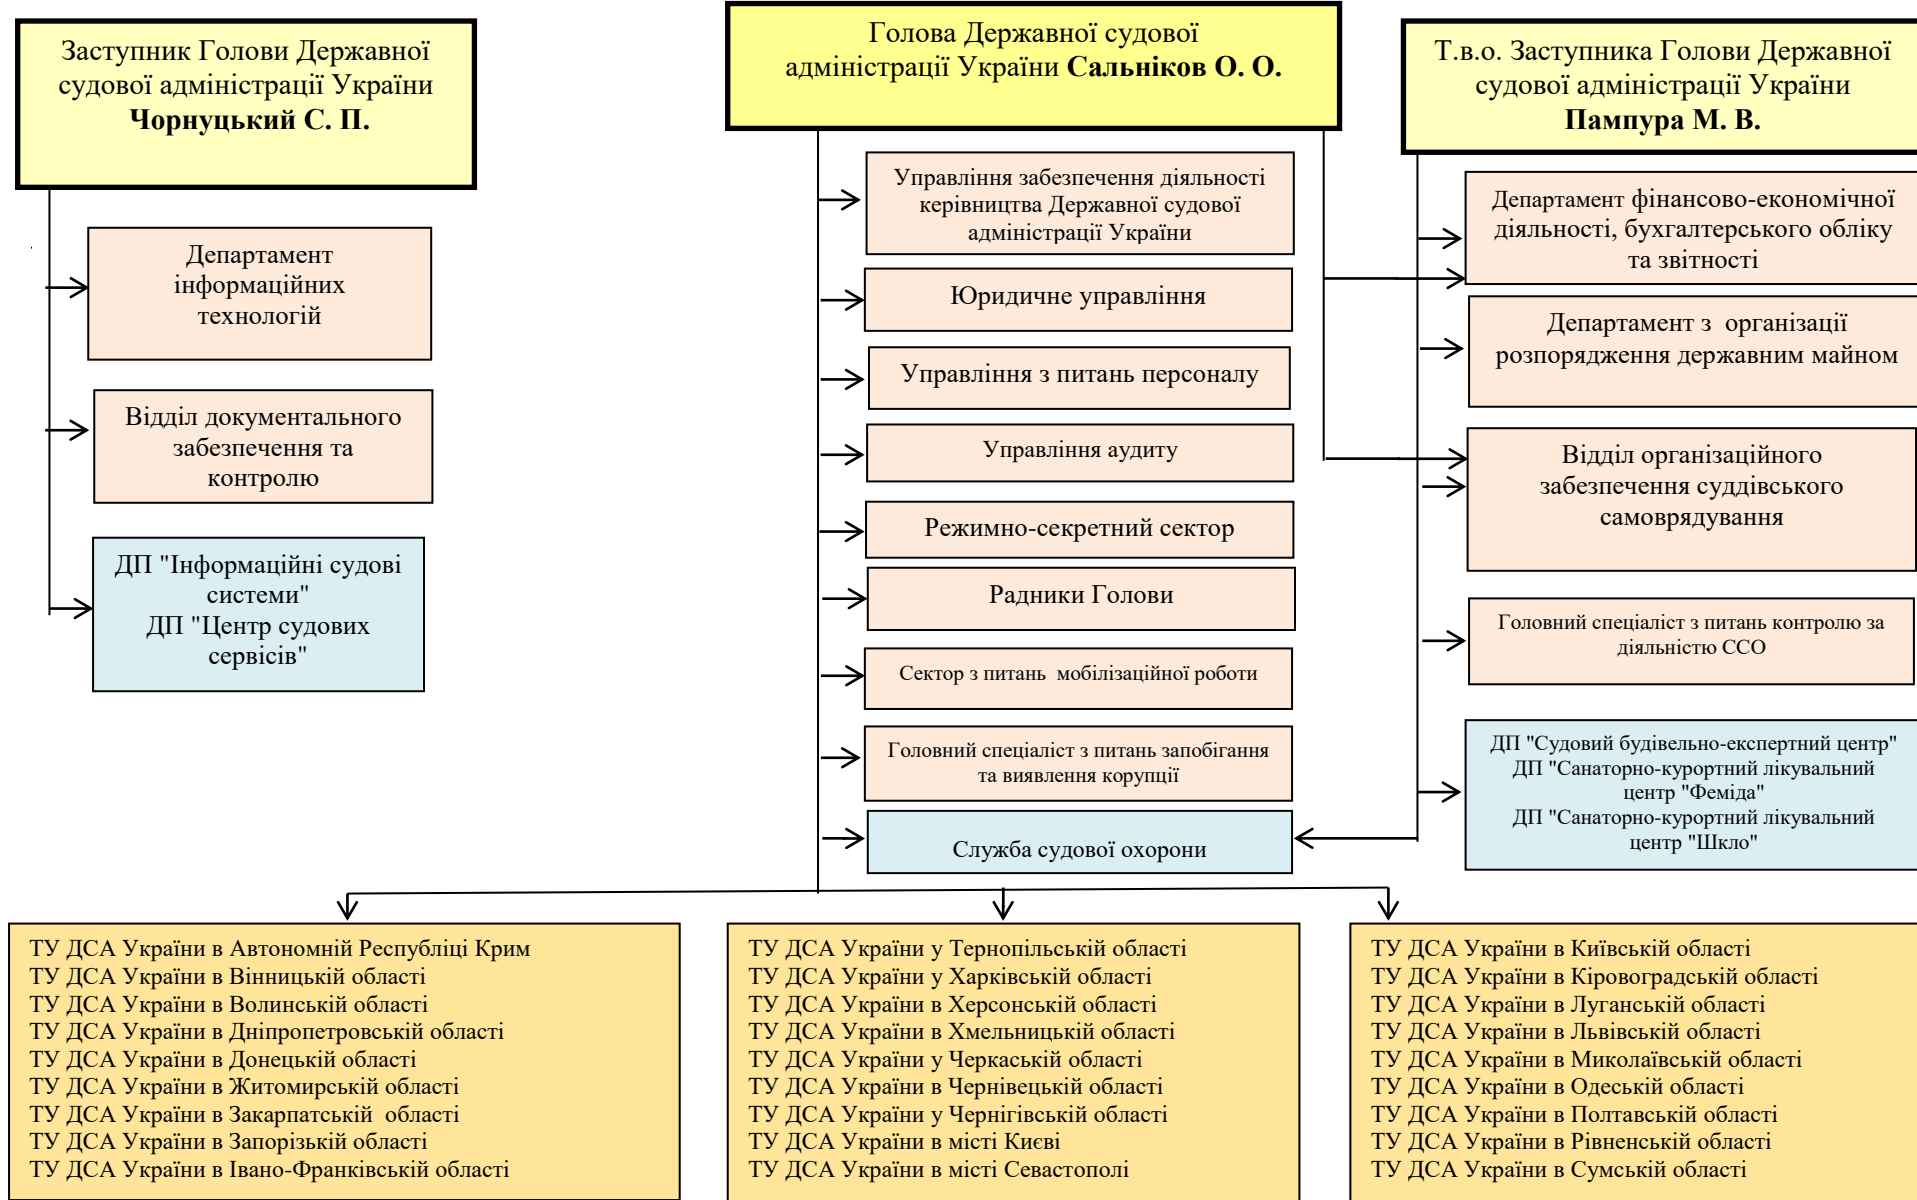 Заступник Голови Державної
судової адміністрації України
Чорнуцький С. П.
Голова Державної судової
адміністрації України Сальніков О. О.
Т.в.о. Заступника Голови Державної
судової адміністрації України
Пампура М. В.
Департамент
інформаційних
технологій
Відділ документального
забезпечення та
контролю
ДП "Інформаційні судові
системи"
ДП "Центр судових
сервісів"
Управління забезпечення діяльності
керівництва Державної судової
адміністрації України
Юридичне управління
Управління з питань персоналу
Управління аудиту
Режимно-секретний сектор
Радники Голови
Сектор з питань  мобілізаційної роботи
Головний спеціаліст з питань запобігання
та виявлення корупції
Служба судової охорони
Департамент фінансово-економічної
діяльності, бухгалтерського обліку
та звітності
Департамент з  організації
розпорядження державним майном
Відділ організаційного
забезпечення суддівського
самоврядування
Головний спеціаліст з питань контролю за
діяльністю ССО
ДП "Судовий будівельно-експертний центр"
ДП "Санаторно-курортний лікувальний
центр "Феміда"
ДП "Санаторно-курортний лікувальний
центр "Шкло"
ТУ ДСА України в Автономній Республіці Крим
ТУ ДСА України в Вінницькій області
ТУ ДСА України в Волинській області
ТУ ДСА України в Дніпропетровській області
ТУ ДСА України в Донецькій області
ТУ ДСА України в Житомирській області
ТУ ДСА України в Закарпатській  області
ТУ ДСА України в Запорізькій області
ТУ ДСА України в Івано-Франківській області
ТУ ДСА України у Тернопільській області
ТУ ДСА України у Харківській області
ТУ ДСА України в Херсонській області
ТУ ДСА України в Хмельницькій області
ТУ ДСА України у Черкаській області
ТУ ДСА України в Чернівецькій області
ТУ ДСА України у Чернігівській області
ТУ ДСА України в місті Києві
ТУ ДСА України в місті Севастополі
ТУ ДСА України в Київській області
ТУ ДСА України в Кіровоградській області
ТУ ДСА України в Луганській області
ТУ ДСА України в Львівській області
ТУ ДСА України в Миколаївській області
ТУ ДСА України в Одеській області
ТУ ДСА України в Полтавській області
ТУ ДСА України в Рівненській області
ТУ ДСА України в Сумській області